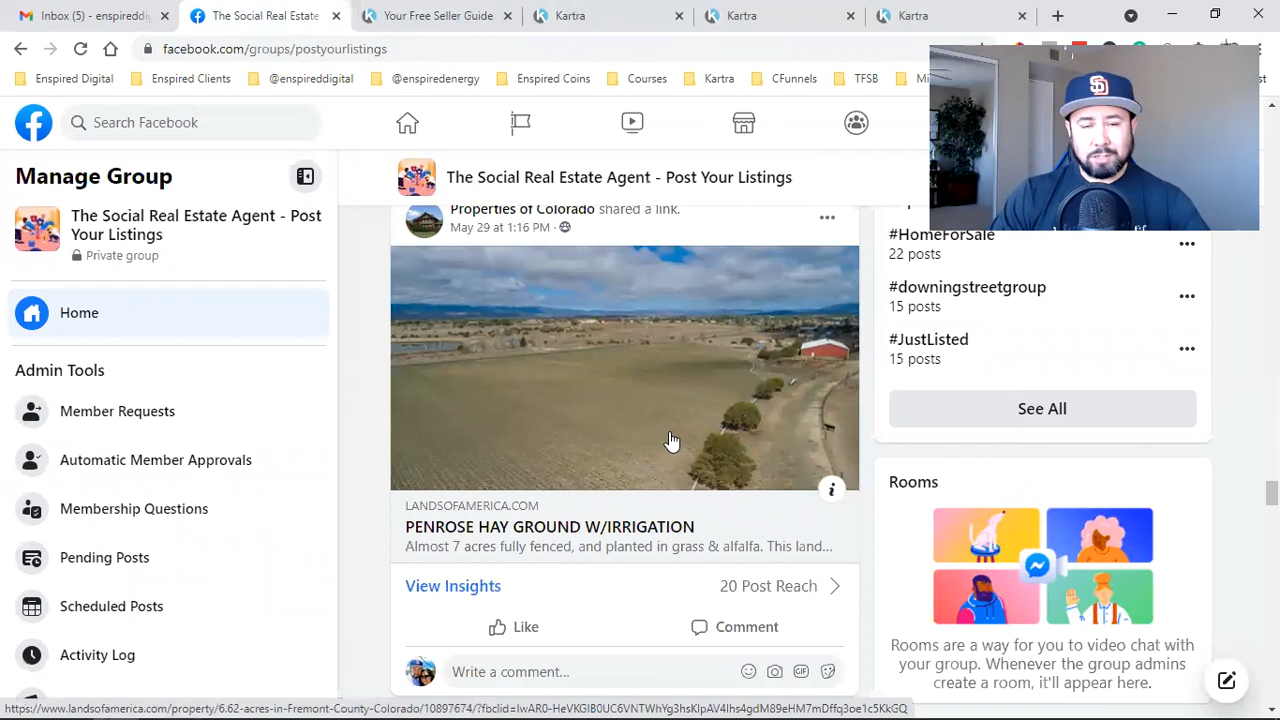 Inbox (5) - enspireddig
The Social Real Estate
Your Free Seller Guide
Kartra
Kartra
Kartra
facebook.com/groups/postyourlistings
Enspired Digital
Enspired Clients
@enspireddigital
@enspiredenergy
Enspired Coins
Courses
Kartra
CFunnels
TFSB
Search Facebook
Manage Group
The Social Real Estate Agent - Post Your Listings
The Social Real Estate Agent - Post
Your Listings
Private group
Home
Admin Tools
Member Requests
Automatic Member Approvals
Membership Questions
Pending Posts
Scheduled Posts
Activity Log
Properties of Colorado shared a link.
May 29 at 1:16 PM ·
LANDSOFAMERICA.COM
PENROSE HAY GROUND W/IRRIGATION
Almost 7 acres fully fenced, and planted in grass & alfalfa. This land...
View Insights
20 Post Reach
Like
Comment
Write a comment...
GIF
#HomeForSale
22 posts
#downingstreetgroup
15 posts
#JustListed
15 posts
See All
Rooms
Rooms are a way for you to video chat with
your group. Whenever the group admins
create a room, it'll appear here.